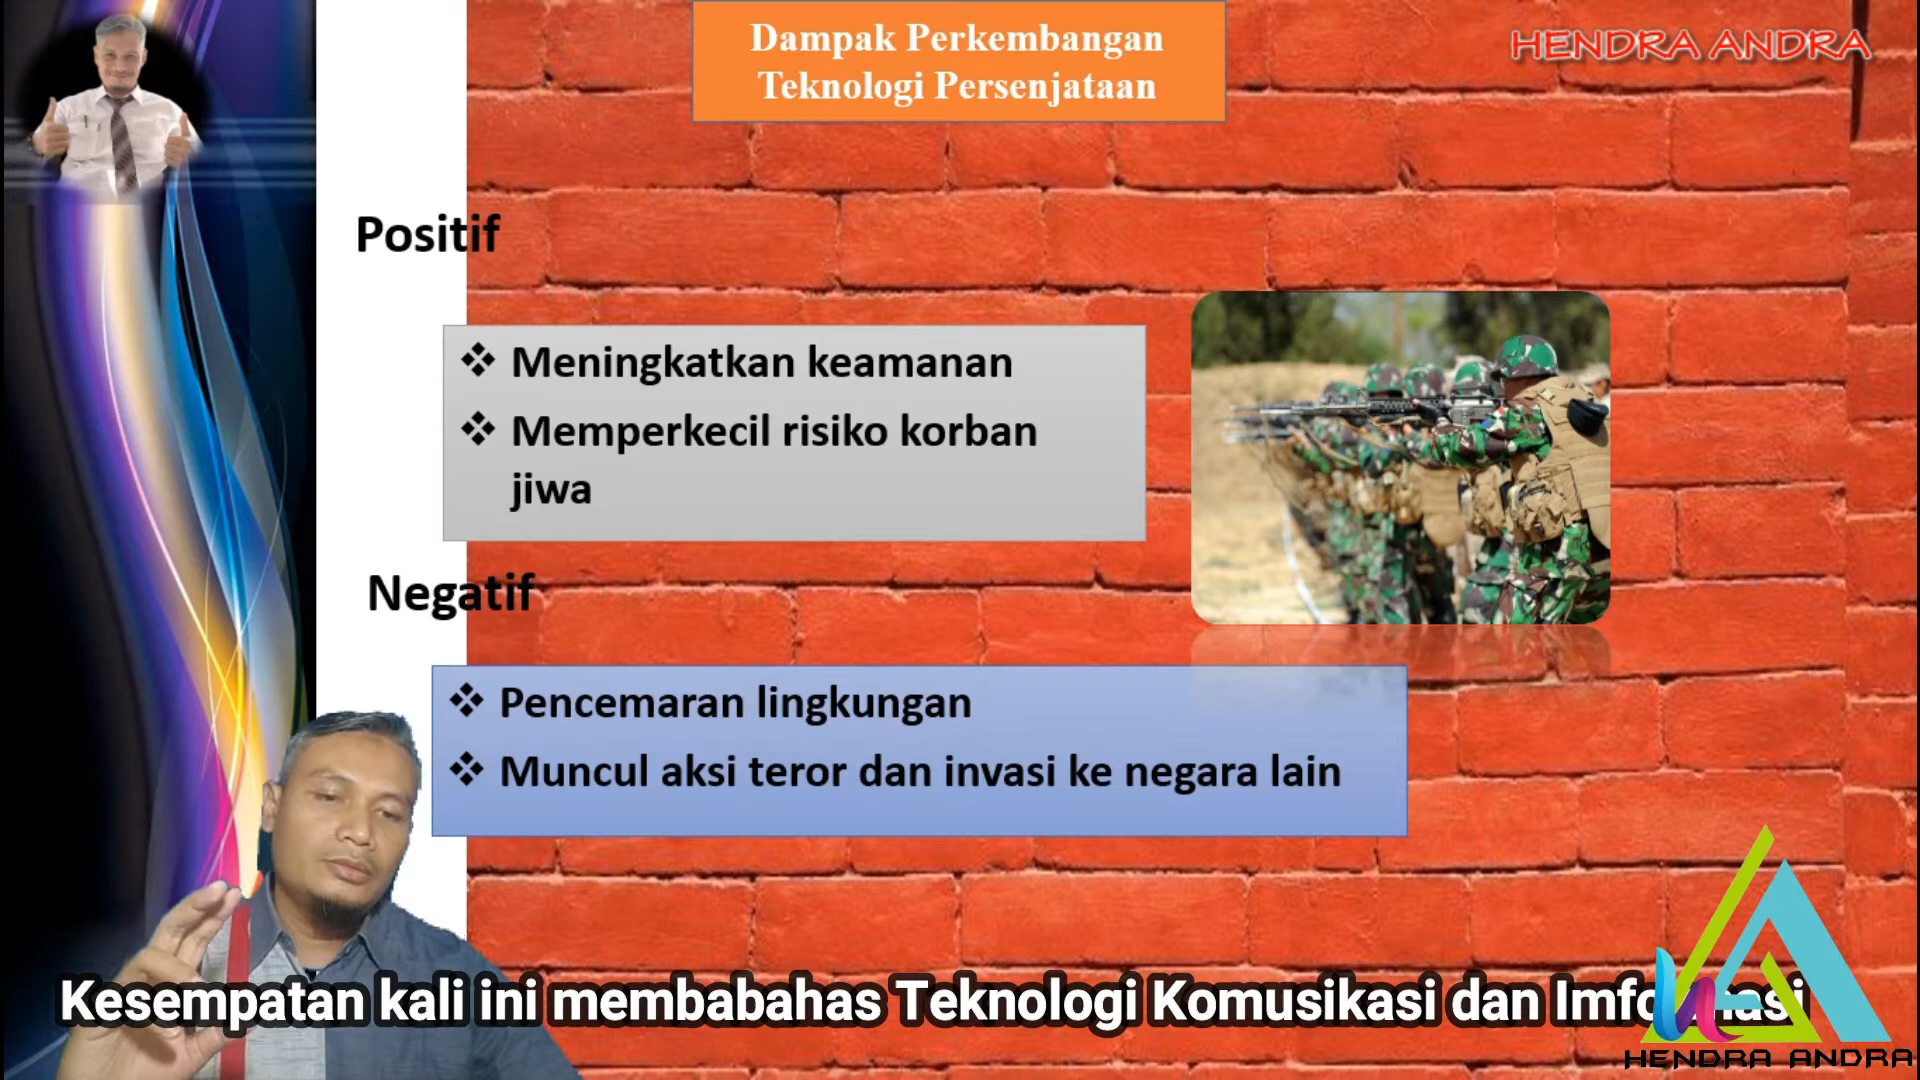 Dampak Perkembangan
Teknologi Persenjataan
HENDRA ANDRA
Positif
Meningkatkan keamanan
Memperkecil risiko korban
jiwa
Negatif
Pencemaran lingkungan
Muncul aksi teror dan invasi ke negara lain
Kesempatan kali ini membabahas Teknologi Komusikasi dan Imformasi
HENDRA ANDRA